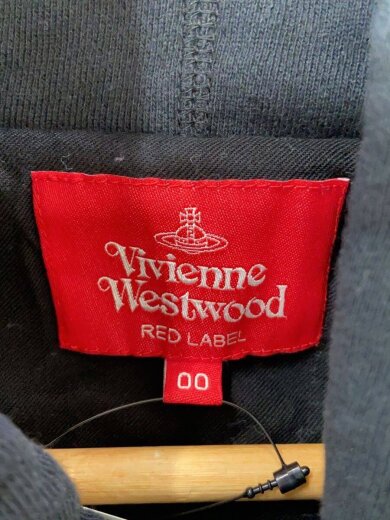 Vivienne
Westwood
RED LABEL
00